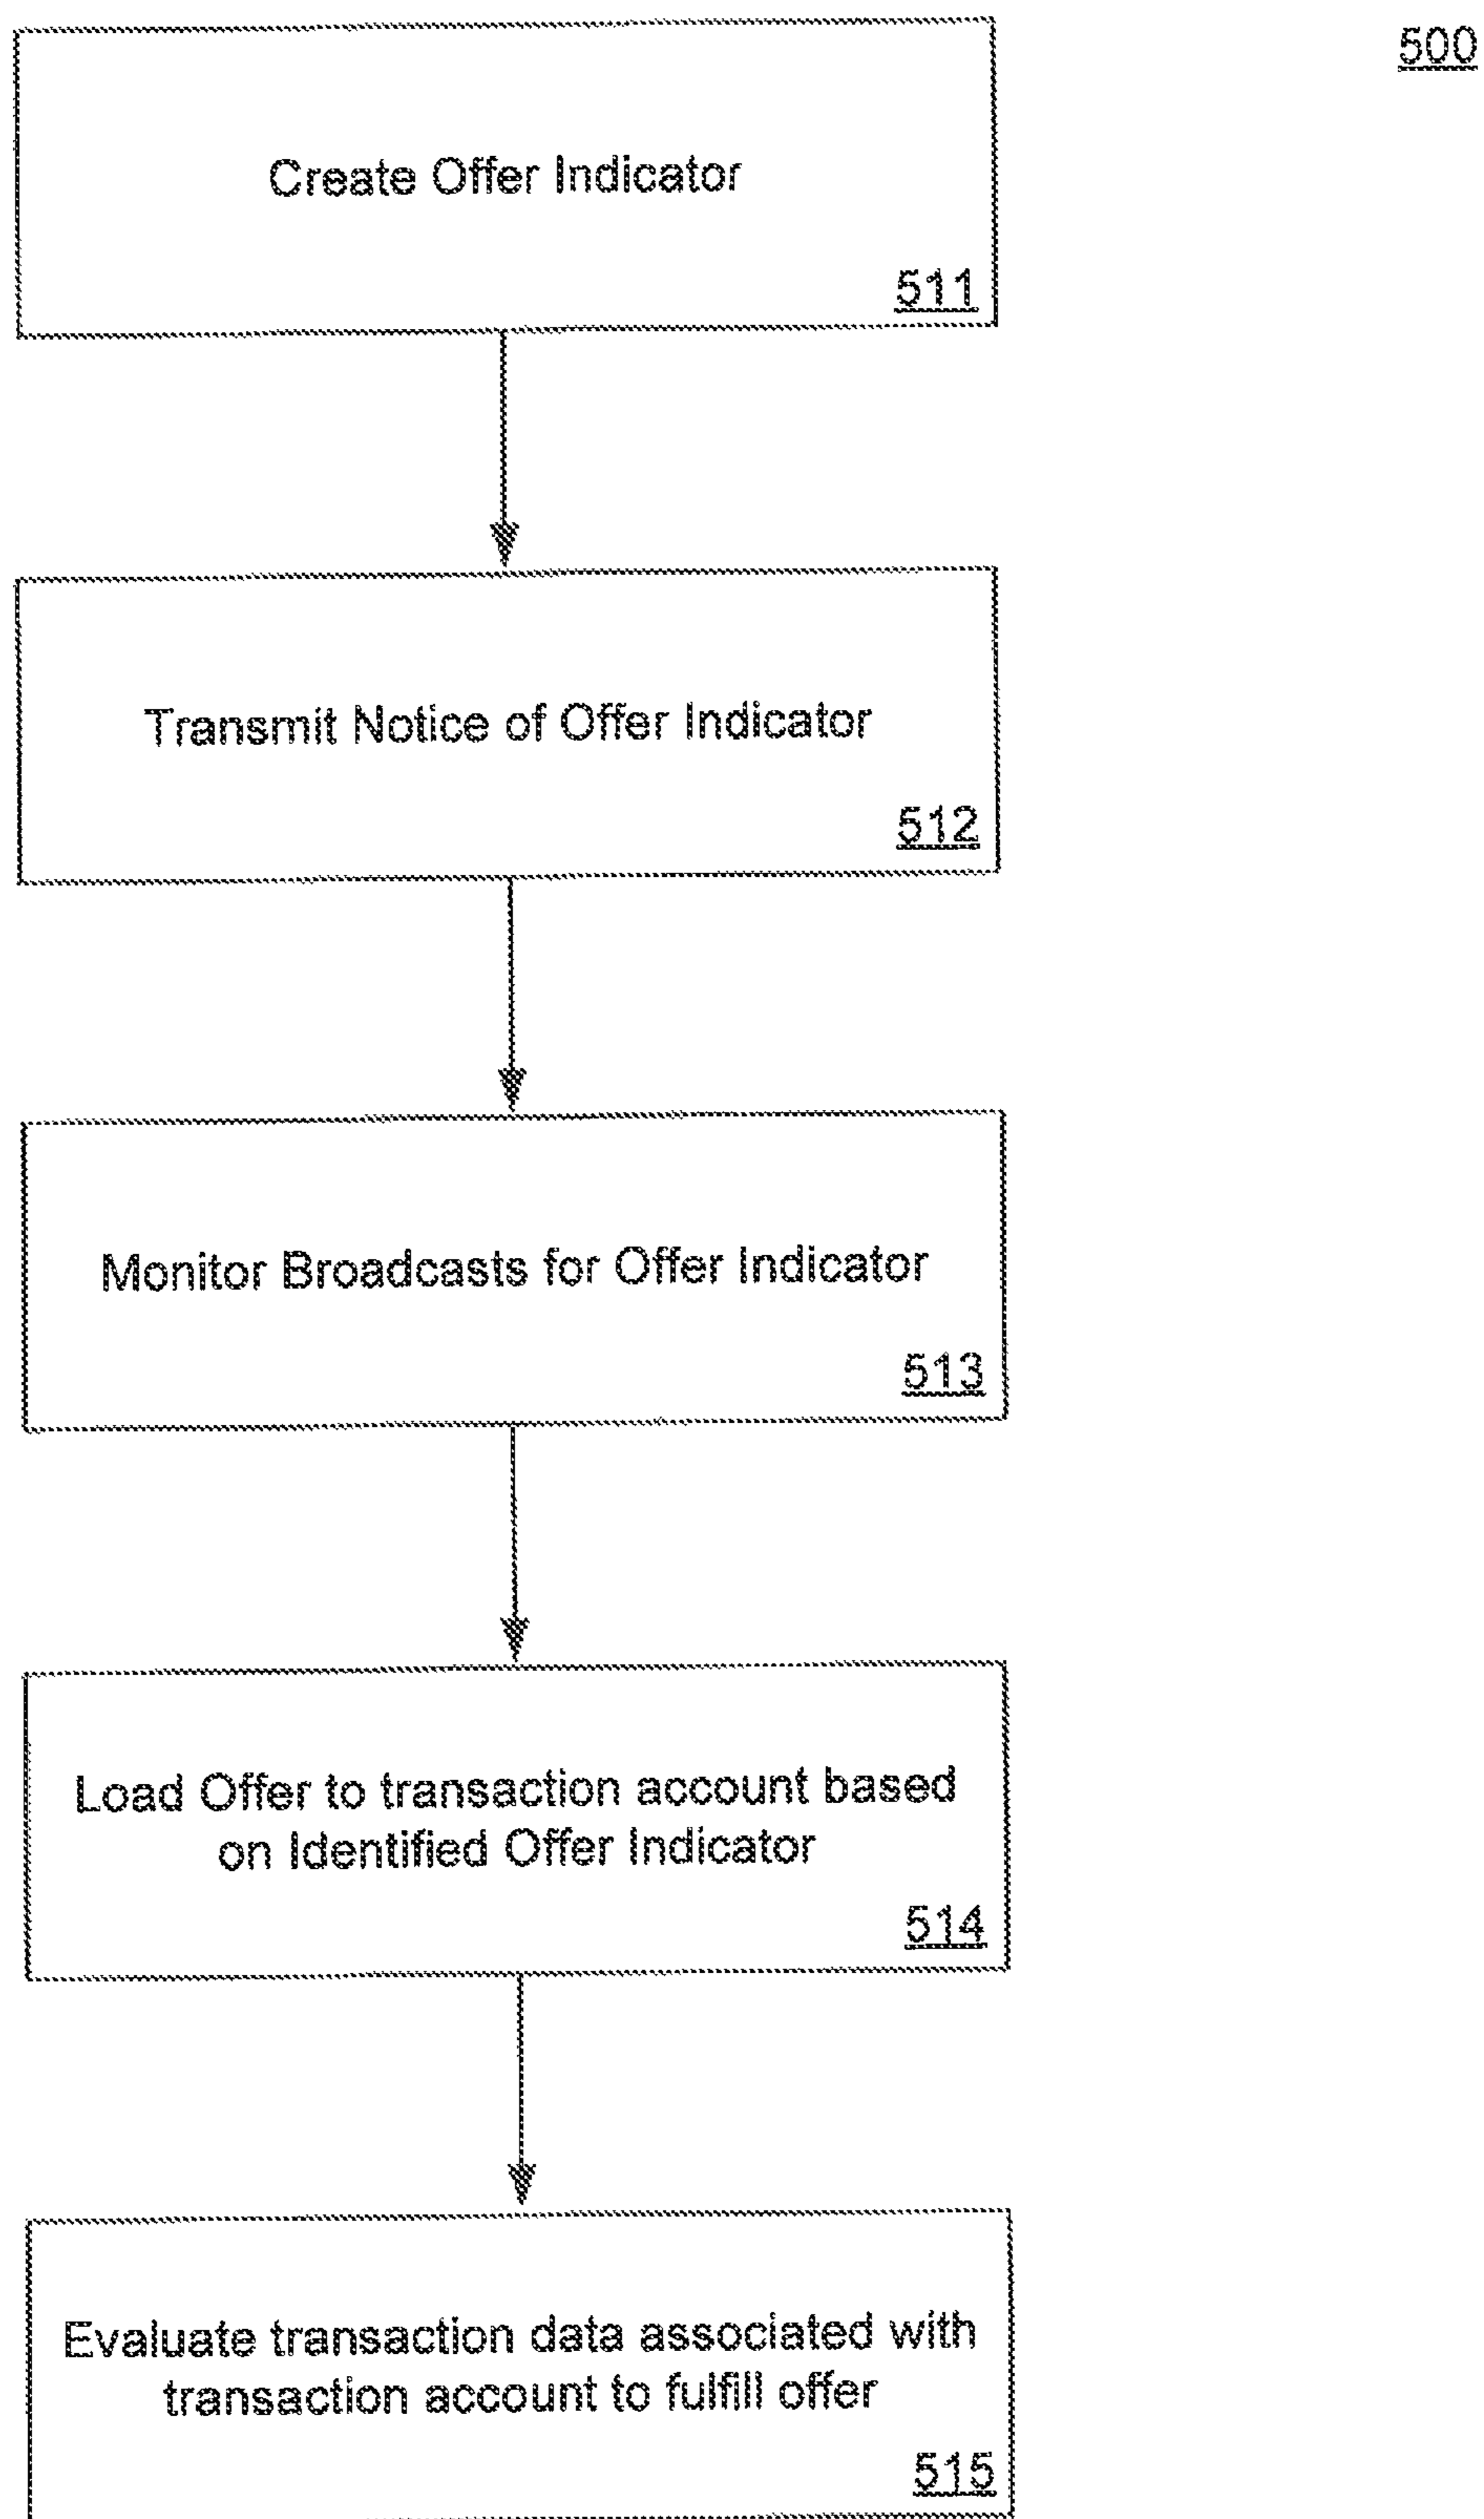 500
Create Offer Indicator
511
Transmit Notice of Offer Indicator
512
Monitor Broadcasts for Offer Indicator
513
Load Offer to transaction account based
on Identified Offer Indicator
514
Evaluate transaction data associated with
transaction account to fulfill offer
515